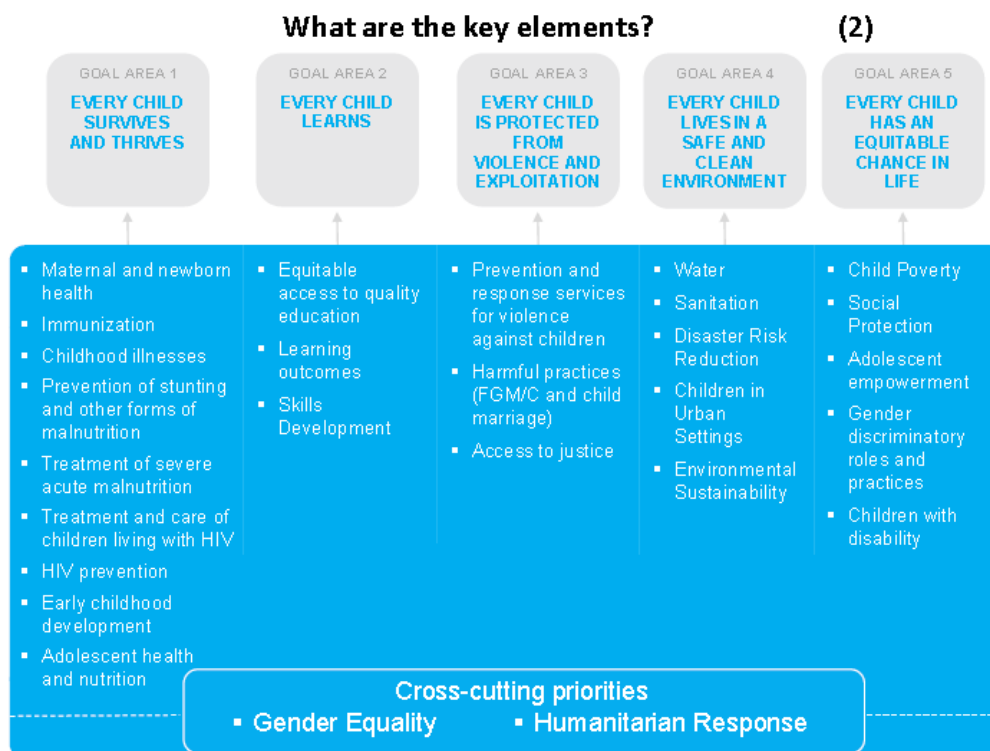 What are the key elements? (2)
GOAL AREA 1
EVERY CHILD
SURVIVES
AND THRIVES
GOAL AREA 2
EVERY CHILD
LEARNS
GOAL AREA 3
EVERY CHILD
IS PROTECTED
FROM
VIOLENCE AND
EXPLOITATION
GOAL AREA 4
EVERY CHILD
LIVES IN A
SAFE AND
CLEAN
ENVIRONMENT
GOAL AREA 5
EVERY CHILD
HAS AN
EQUITABLE
CHANCE IN
LIFE
▪ Maternal and newborn
health
▪ Immunization
▪ Childhood illnesses
▪ Prevention of stunting
and other forms of
malnutrition
▪ Treatment of severe
acute malnutrition
▪ Treatment and care of
children living with HIV
▪ HIV prevention
▪ Early childhood
development
▪ Adolescent health
and nutrition
▪ Equitable
access to quality
education
▪ Learning
outcomes
▪ Skills
Development
▪ Prevention and
response services
for violence
against children
▪ Harmful practices
(FGM/C and child
marriage)
▪ Access to justice
▪ Water
▪ Sanitation
▪ Disaster Risk
Reduction
▪ Children in
Urban
Settings
▪ Environmental
Sustainability
▪ Child Poverty
▪ Social
Protection
▪ Adolescent
empowerment
▪ Gender
discriminatory
roles and
practices
▪ Children with
disability
Cross-cutting priorities
▪ Gender Equality ▪ Humanitarian Response